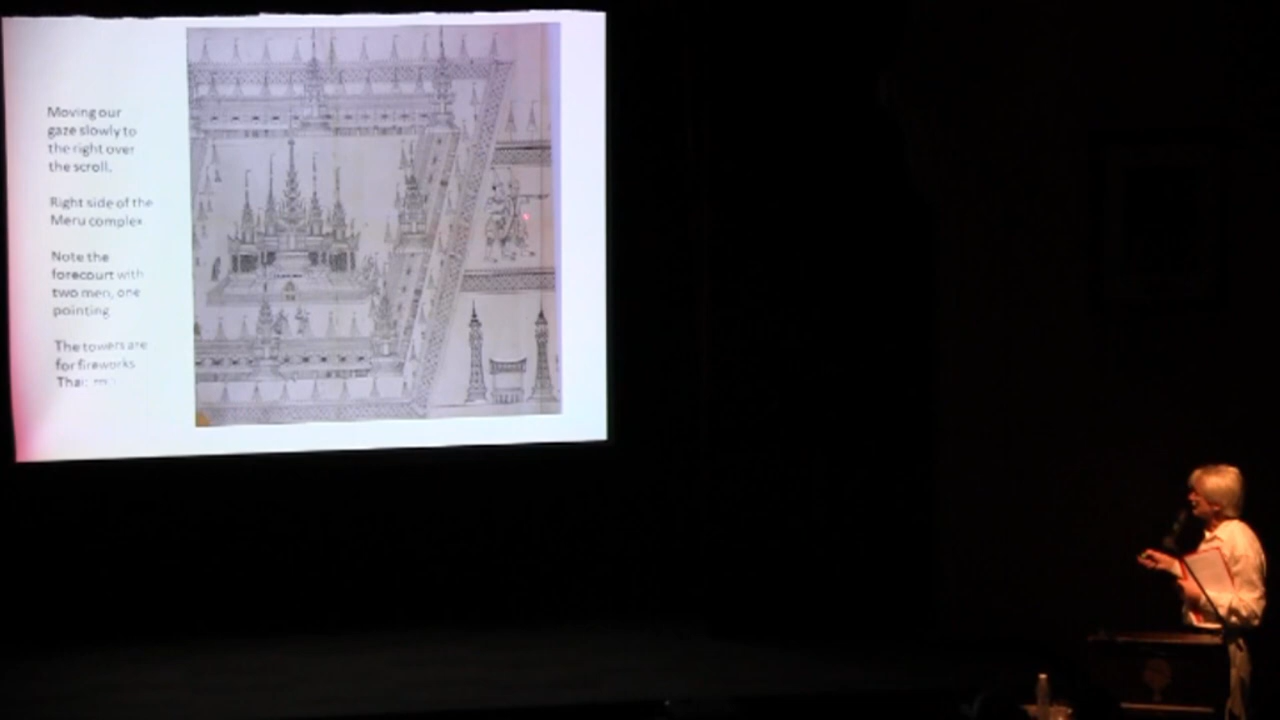 Moving our
gaze slowly to
the right over
the scroll.
Right side of the
Meru complex
Note the
forecourt with
two men, one
pointing
The towers are
for fireworks